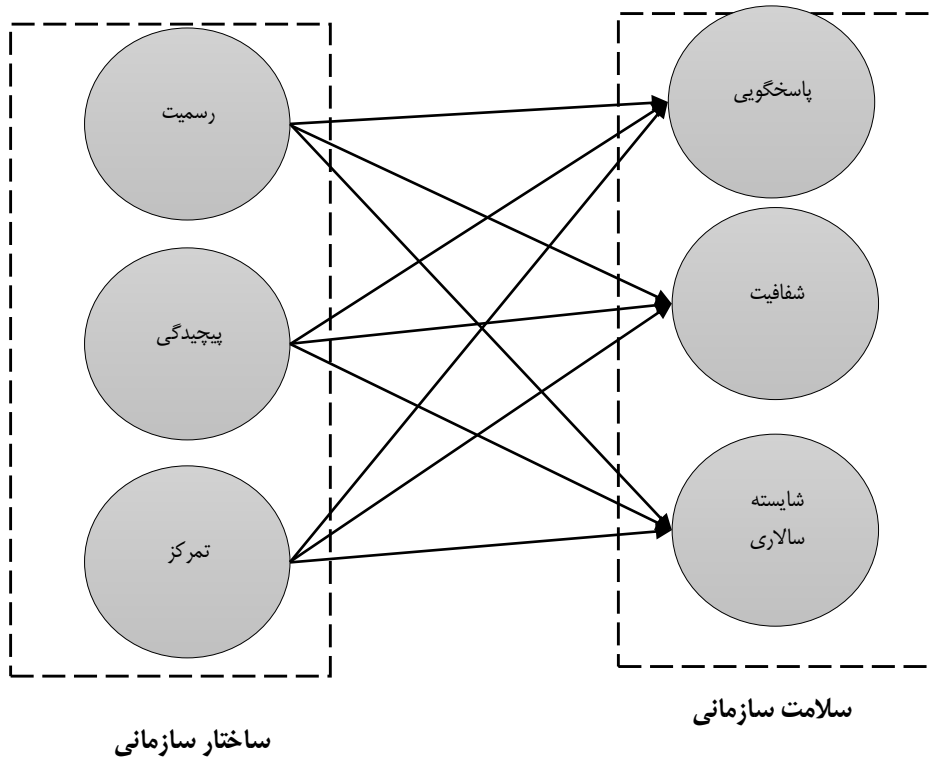 رسمیت
پیچیدگی
تمرکز
ساختار سازمانی
پاسخگویی
شفافیت
شایسته
سالاری
سلامت سازمانی